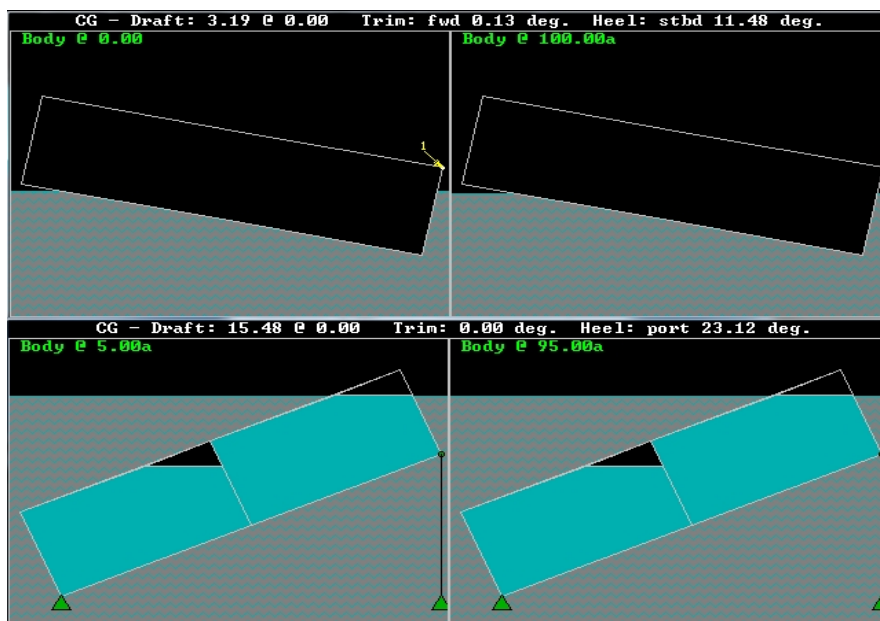 CG - Draft: 3.19 @ 0.00 Trim: fwd 0.13 deg. Heel: stbd 11.48 deg.
Body @ 0.00 Body @ 100.00a
1
CG - Draft: 15.48 @ 0.00 Trim: 0.00 deg. Heel: port 23.12 deg.
Body @ 5.00a Body @ 95.00a